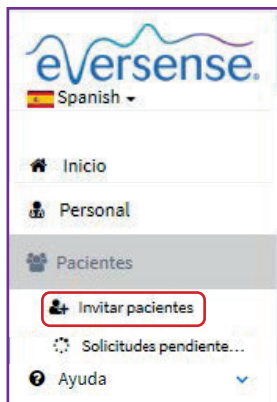 eversense.
Spanish
Inicio
Personal
Pacientes
Invitar pacientes
Solicitudes pendiente...
Ayuda